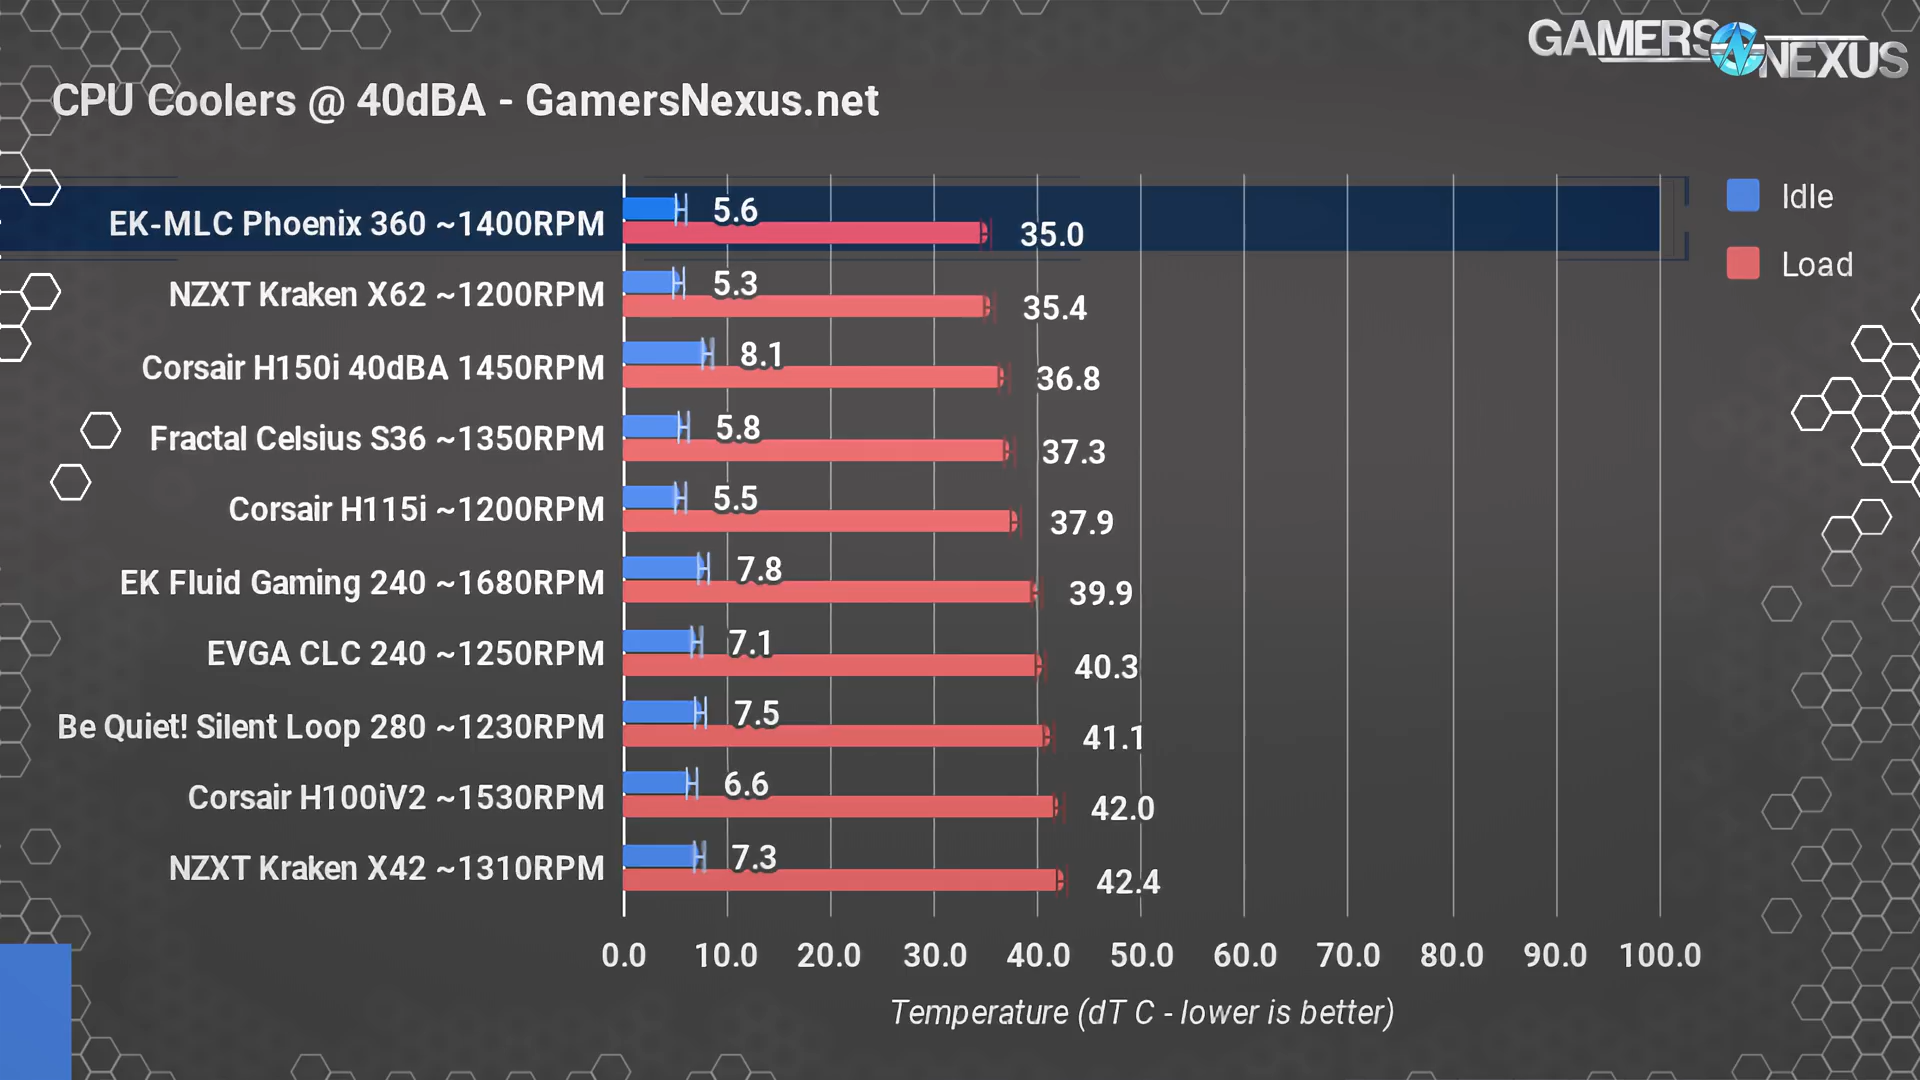 GAMERS NEXUS
CPU Coolers @ 40dBA - GamersNexus.net
Idle
Load
EK-MLC Phoenix 360 ~1400RPM 5.6 35.0
NZXT Kraken X62 ~1200RPM 5.3 35.4
Corsair H150i 40dBA 1450RPM 8.1 36.8
Fractal Celsius S36 ~1350RPM 5.8 37.3
Corsair H115i ~1200RPM 5.5 37.9
EK Fluid Gaming 240 ~1680RPM 7.8 39.9
EVGA CLC 240 ~1250RPM 7.1 40.3
Be Quiet! Silent Loop 280 ~1230RPM 7.5 41.1
Corsair H100iV2 ~1530RPM 6.6 42.0
NZXT Kraken X42 ~1310RPM 7.3 42.4
0.0 10.0 20.0 30.0 40.0 50.0 60.0 70.0 80.0 90.0 100.0
Temperature (dT C - lower is better)